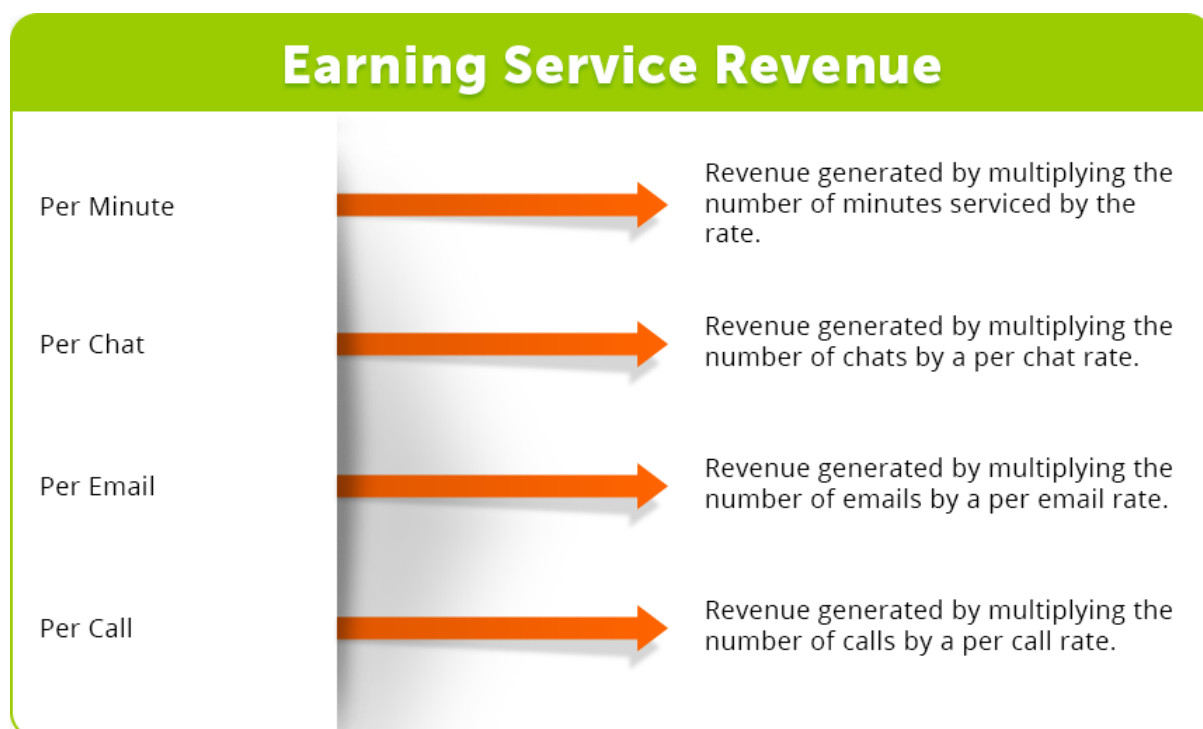 Earning Service Revenue
Per Minute
Revenue generated by multiplying the
number of minutes serviced by the
rate.
Per Chat
Revenue generated by multiplying the
number of chats by a per chat rate.
Per Email
Revenue generated by multiplying the
number of emails by a per email rate.
Per Call
Revenue generated by multiplying the
number of calls by a per call rate.